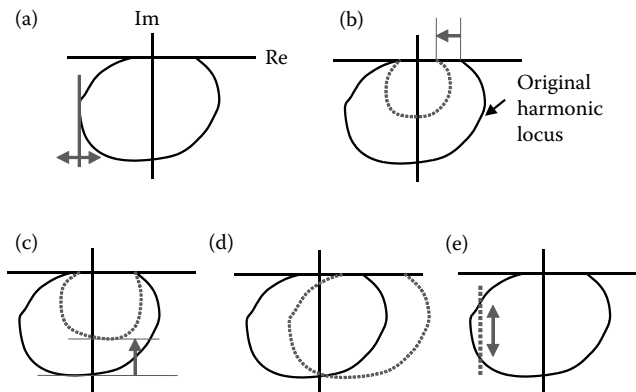 (a)
Im
Re
(b)
Original
harmonic
locus
(c)
(d)
(e)